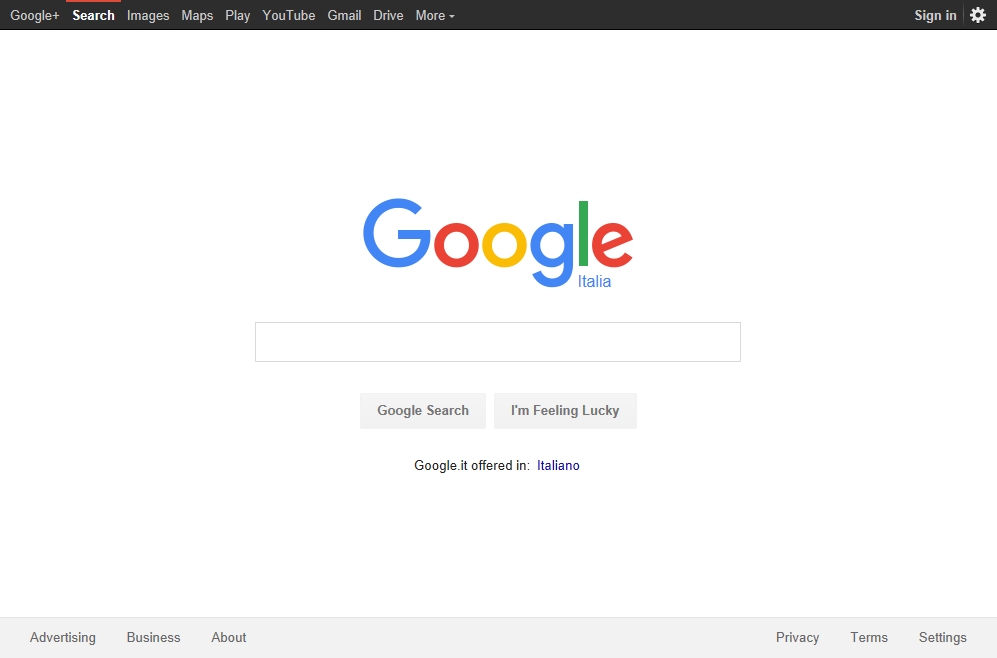 Google+ Search Images Maps Play YouTube Gmail Drive More Sign in
Google
Italia
Google Search I'm Feeling Lucky
Google.it offered in: Italiano
Advertising Business About Privacy Terms Settings